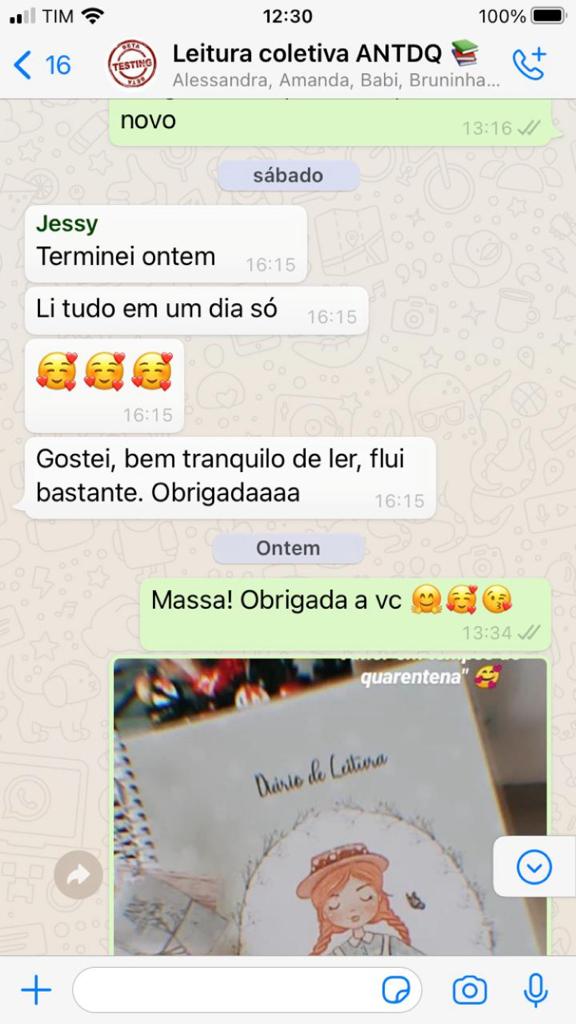 TIM 12:30 100%
16 Leitura coletiva ANTDQ 📚
BETA
TESTING
BETA
Alessandra, Amanda, Babi, Bruninha...
novo
13:16
sábado
Jessy
Terminei ontem 16:15
Li tudo em um dia só 16:15
🥰🥰🥰
16:15
Gostei, bem tranquilo de ler, flui
bastante. Obrigadaaaa 16:15
Ontem
Massa! Obrigada a vc 🤗🥰😘
13:34
quarentena" 🥰
Diário de Leitura